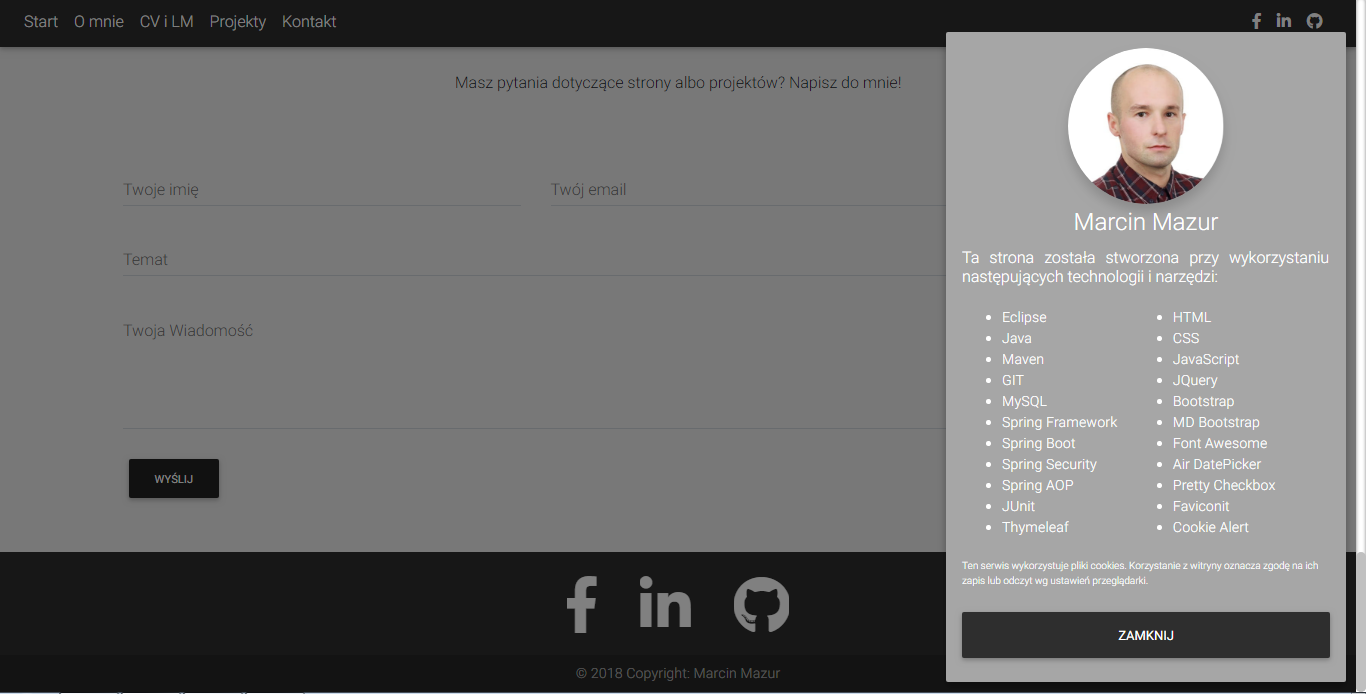 Start O mnie CV i LM Projekty Kontakt
Masz pytania dotyczące strony albo projektów? Napisz do mnie!
Twoje imię
Twój email
Temat
Twoja Wiadomość
WYŚLIJ
© 2018 Copyright: Marcin Mazur
Marcin Mazur
Ta strona została stworzona przy wykorzystaniu
następujących technologii i narzędzi:
Eclipse
Java
Maven
GIT
MySQL
Spring Framework
Spring Boot
Spring Security
Spring AOP
JUnit
Thymeleaf
HTML
CSS
JavaScript
JQuery
Bootstrap
MD Bootstrap
Font Awesome
Air DatePicker
Pretty Checkbox
Faviconit
Cookie Alert
Ten serwis wykorzystuje pliki cookies. Korzystanie z witryny oznacza zgodę na ich
zapis lub odczyt wg ustawień przeglądarki.
ZAMKNIJ